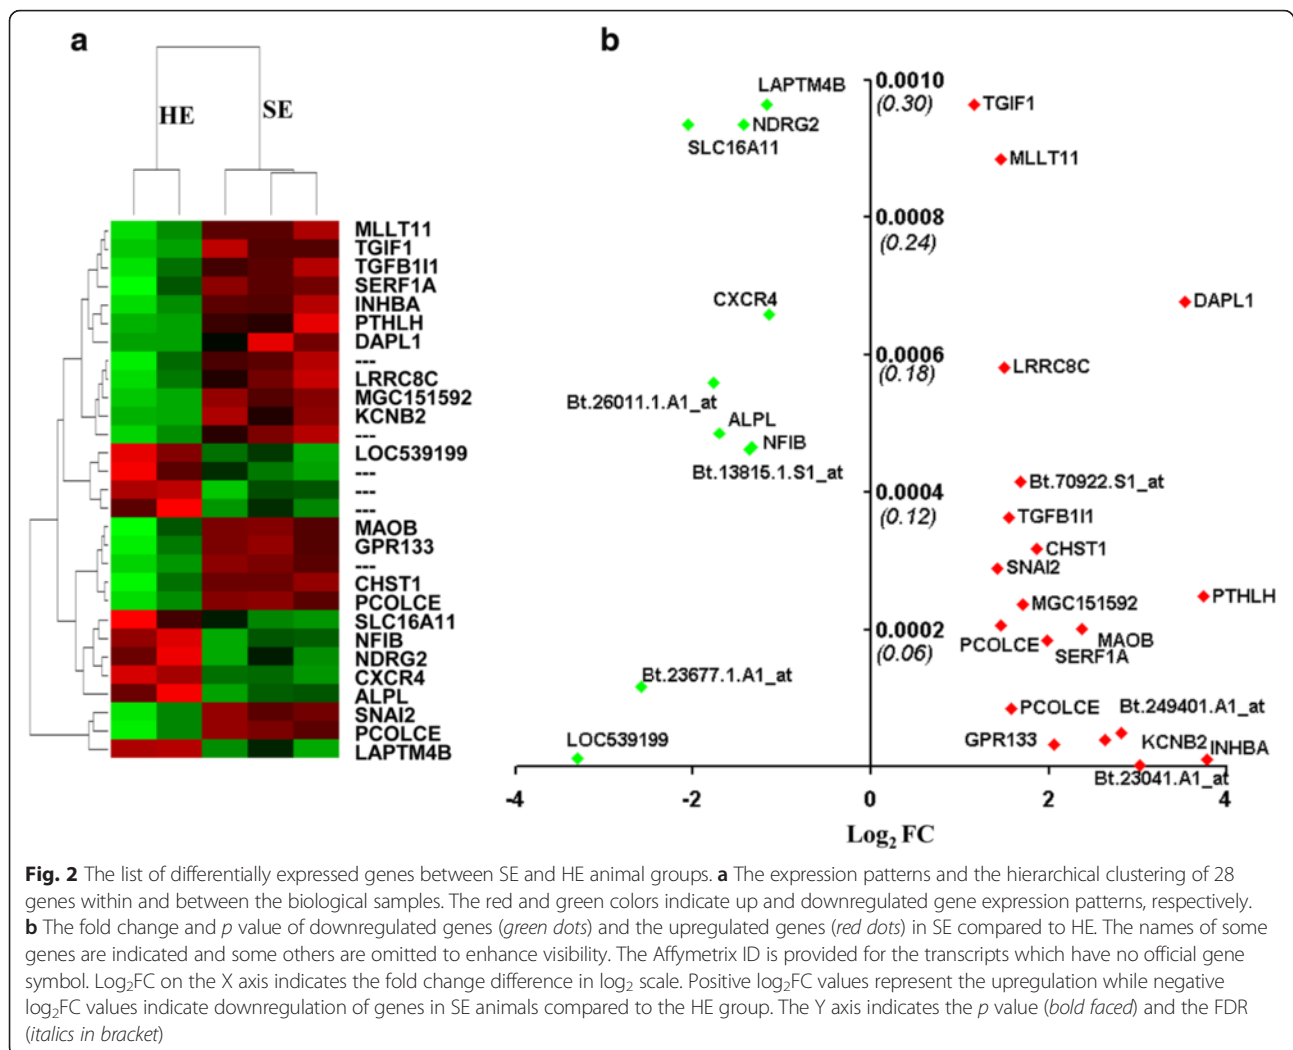 a
HE
SE
MLLT11
TGIF1
TGFB1I1
SERF1A
INHBA
PTHLH
DAPL1
---
LRRC8C
MGC151592
KCNB2
---
LOC539199
---
---
---
MAOB
GPR133
---
CHST1
PCOLCE
SLC16A11
NFIB
NDRG2
CXCR4
ALPL
SNAI2
PCOLCE
LAPTM4B
b
LAPTM4B
NDRG2
SLC16A11
CXCR4
Bt.26011.1.A1_at
ALPL
NFIB
Bt.13815.1.S1_at
Bt.23677.1.A1_at
LOC539199
0.0010
(0.30)
0.0008
(0.24)
0.0006
(0.18)
0.0004
(0.12)
0.0002
(0.06)
TGIF1
MLLT11
DAPL1
LRRC8C
Bt.70922.S1_at
TGFB1I1
CHST1
SNAI2
PTHLH
MGC151592
PCOLCE
MAOB
SERF1A
PCOLCE
Bt.249401.A1_at
GPR133
KCNB2
INHBA
Bt.23041.A1_at
-4
-2
0
2
4
Log2 FC
Fig. 2 The list of differentially expressed genes between SE and HE animal groups. a The expression patterns and the hierarchical clustering of 28
genes within and between the biological samples. The red and green colors indicate up and downregulated gene expression patterns, respectively.
b The fold change and p value of downregulated genes (green dots) and the upregulated genes (red dots) in SE compared to HE. The names of some
genes are indicated and some others are omitted to enhance visibility. The Affymetrix ID is provided for the transcripts which have no official gene
symbol. Log2FC on the X axis indicates the fold change difference in log2 scale. Positive log2FC values represent the upregulation while negative
log2FC values indicate downregulation of genes in SE animals compared to the HE group. The Y axis indicates the p value (bold faced) and the FDR
(italics in bracket)